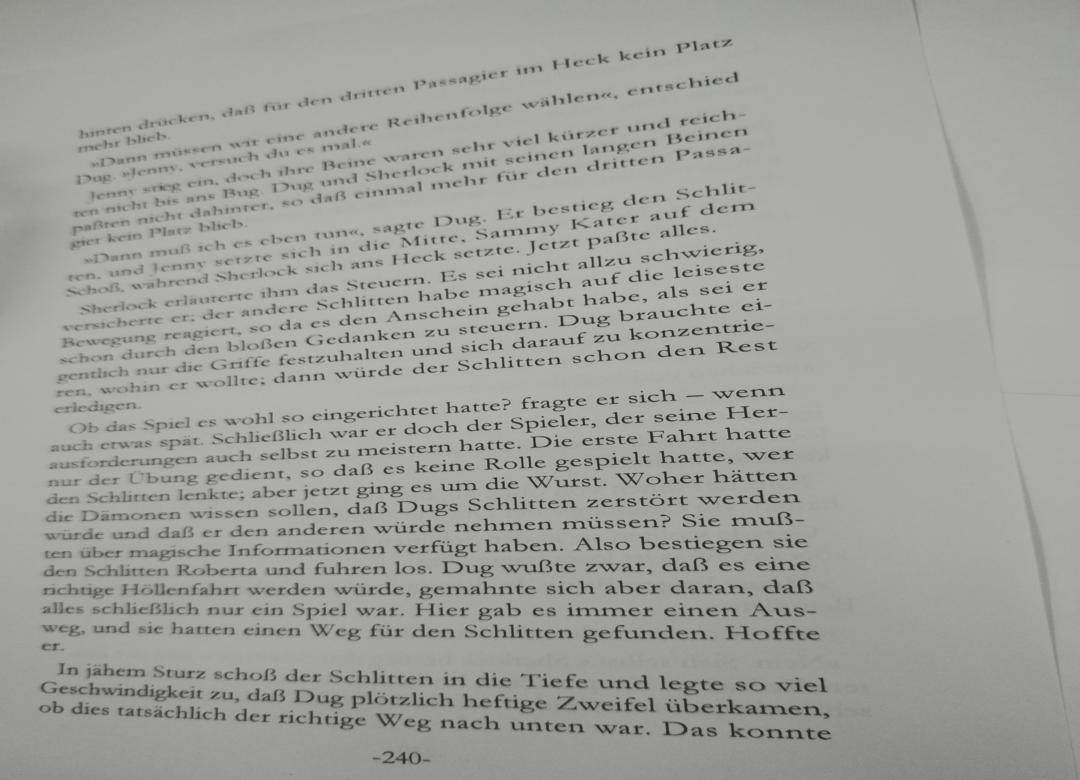 hinten drücken, daß für den dritten Passagier im Heck kein Platz
mehr blieb.
»Dann müssen wir eine andere Reihenfolge wählen«, entschied
Dug. »Jenny, versuch du es mal.«
Jenny stieg ein, doch ihre Beine waren sehr viel kürzer und reich-
ten nicht bis ans Bug. Dug und Sherlock mit seinen langen Beinen
paßten nicht dahinter, so daß einmal mehr für den dritten Passa-
gier kein Platz blieb.
»Dann muß ich es eben tun«, sagte Dug. Er bestieg den Schlit-
ten, und Jenny setzte sich in die Mitte, Sammy Kater auf dem
Schoß, während Sherlock sich ans Heck setzte. Jetzt paßte alles.
Sherlock erläuterte ihm das Steuern. Es sei nicht allzu schwierig,
versicherte er; der andere Schlitten habe magisch auf die leiseste
Bewegung reagiert, so da es den Anschein gehabt habe, als sei er
schon durch den bloßen Gedanken zu steuern. Dug brauchte ei-
gentlich nur die Griffe festzuhalten und sich darauf zu konzentrie-
ren, wohin er wollte; dann würde der Schlitten schon den Rest
erledigen.
Ob das Spiel es wohl so eingerichtet hatte? fragte er sich – wenn
auch etwas spät. Schließlich war er doch der Spieler, der seine Her-
ausforderungen auch selbst zu meistern hatte. Die erste Fahrt hatte
nur der Übung gedient, so daß es keine Rolle gespielt hatte, wer
den Schlitten lenkte; aber jetzt ging es um die Wurst. Woher hätten
die Dämonen wissen sollen, daß Dugs Schlitten zerstört werden
würde und daß er den anderen würde nehmen müssen? Sie muß-
ten über magische Informationen verfügt haben. Also bestiegen sie
den Schlitten Roberta und fuhren los. Dug wußte zwar, daß es eine
richtige Höllenfahrt werden würde, gemahnte sich aber daran, daß
alles schließlich nur ein Spiel war. Hier gab es immer einen Aus-
weg, und sie hatten einen Weg für den Schlitten gefunden. Hoffte
er.
In jähem Sturz schoß der Schlitten in die Tiefe und legte so viel
Geschwindigkeit zu, daß Dug plötzlich heftige Zweifel überkamen,
ob dies tatsächlich der richtige Weg nach unten war. Das konnte
-240-